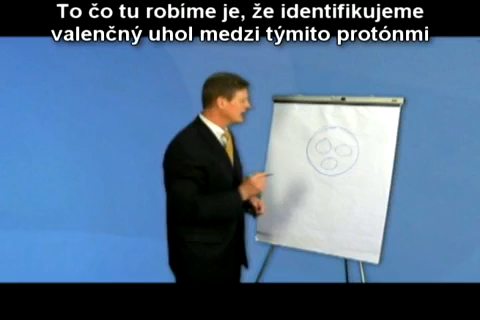 To čo tu robíme je, že identifikujeme
valenčný uhol medzi týmito protónmi